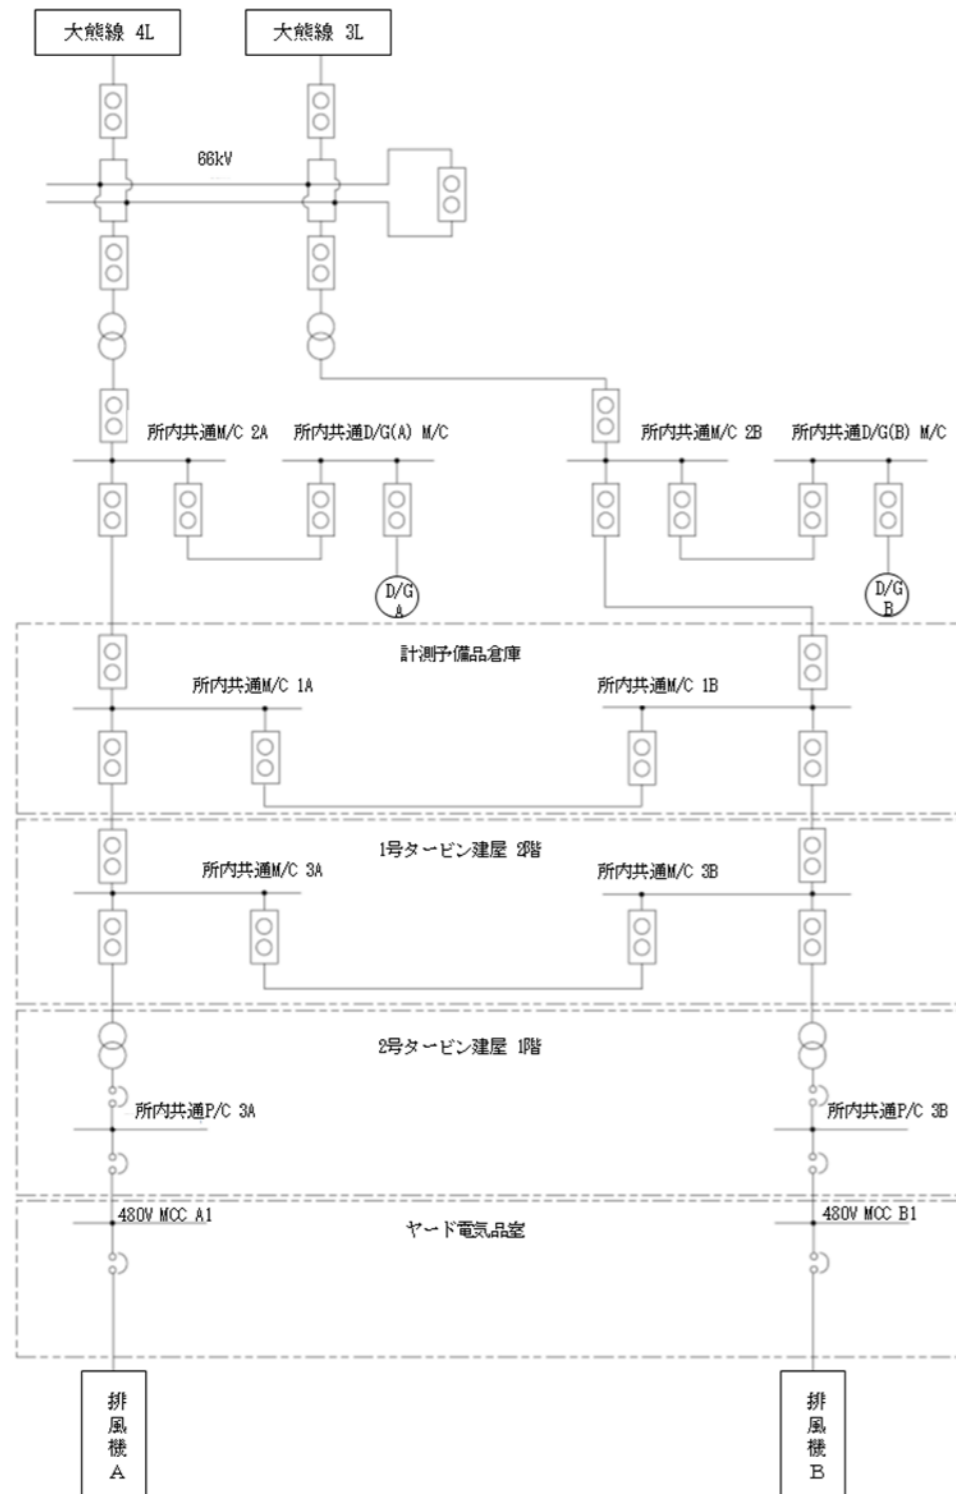 大熊線 4L
大熊線 3L
66kV
所内共通M/C 2A
所内共通D/G(A) M/C
所内共通M/C 2B
所内共通D/G(B) M/C
D/G
A
D/G
B
計測予備品倉庫
所内共通M/C 1A
所内共通M/C 1B
1号タービン建屋 2階
所内共通M/C 3A
所内共通M/C 3B
2号タービン建屋 1階
所内共通P/C 3A
所内共通P/C 3B
480V MCC A1
ヤード電気品室
480V MCC B1
排風機A
排風機B